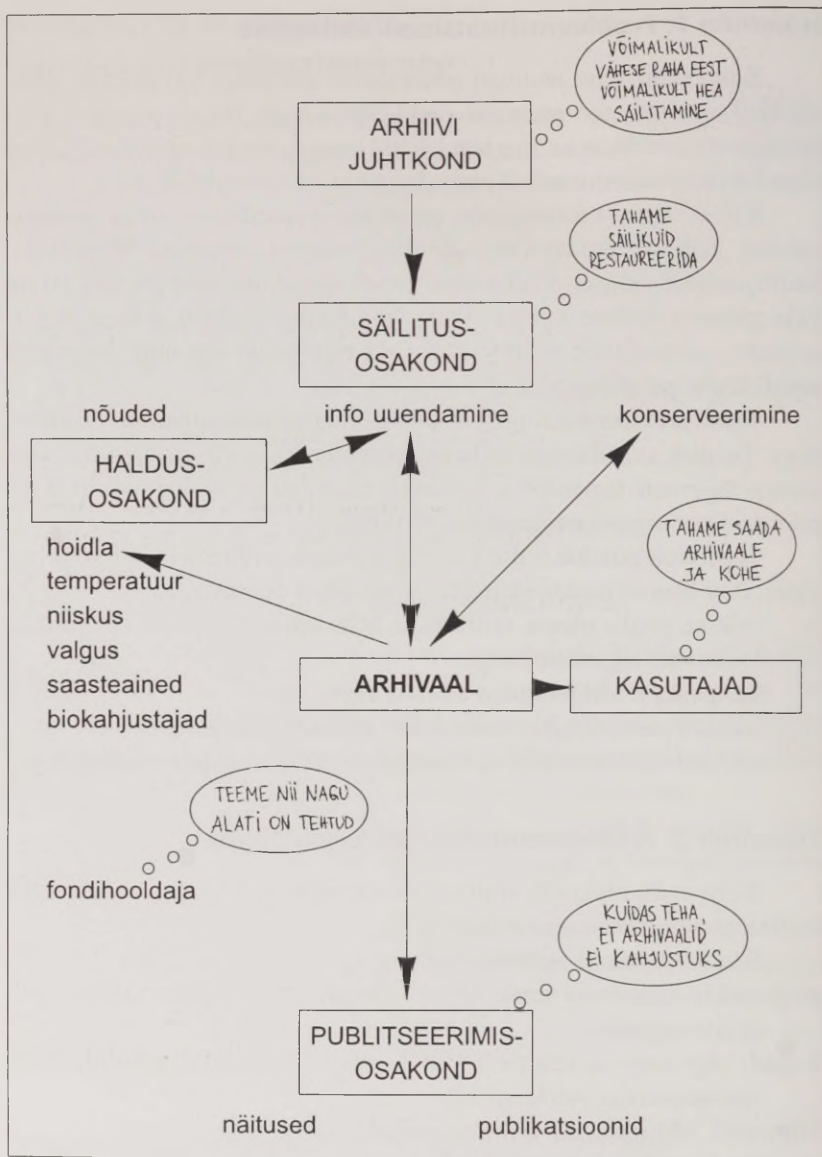 VÕIMALIKULT
VÄHESE RAHA EEST
VÕIMALIKULT HEA
SÄILITAMINE
ARHIIVI
JUHTKOND
TAHAME
SÄILIKUID
RESTAUREERIDA
SÄILITUS-
OSAKOND
nõuded
info uuendamine
konserveerimine
HALDUS-
OSAKOND
TAHAME SAADA
ARHIVAALE
JA KOHE
hoidla
temperatuur
niiskus
valgus
saasteained
biokahjustajad
ARHIVAAL
KASUTAJAD
TEEME NII NAGU
ALATI ON TEHTUD
fondihooldaja
KUIDAS TEHA,
ET ARHIVAALID
EI KAHJUSTUKS
PUBLITSEERIMIS-
OSAKOND
näitused
publikatsioonid